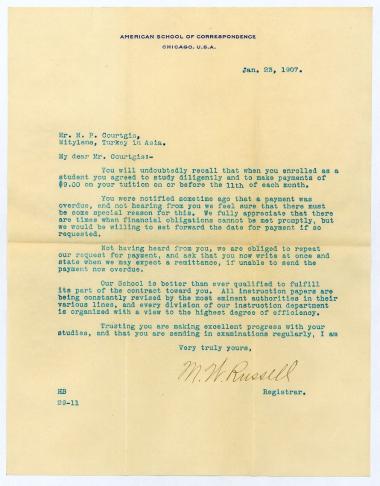 AMERICAN SCHOOL OF CORRESPONDENCE
CHICAGO, U.S.A.
Jan. 23, 1907.
Mr. M. P. Courtgis,
Mitylene, Turkey in Asia.
My dear Mr. Courtgis:-
You will undoubtedly recall that when you enrolled as a
student you agreed to study diligently and to make payments of
$9.00 on your tuition on or before the 11th of each month.
You were notified sometime ago that a payment was
overdue, and not hearing from you we feel sure that there must
be some special reason for this. We fully appreciate that there
are times when financial obligations cannot be met promptly, but
we would be willing to set forward the date for payment if so
requested.
Not having heard from you, we are obliged to repeat
our request for payment, and ask that you now write at once and
state when we may expect a remittance, if unable to send the
payment now overdue.
Our School is better than ever qualified to fulfill
its part of the contract toward you. All instruction papers are
being constantly revised by the most eminent authorities in their
various lines, and every division of our instruction department
is organized with a view to the highest degree of efficiency.
Trusting you are making excellent progress with your
studies, and that you are sending in examinations regularly, I am
Very truly yours,
M. W. Russell
HB Registrar.
29-11